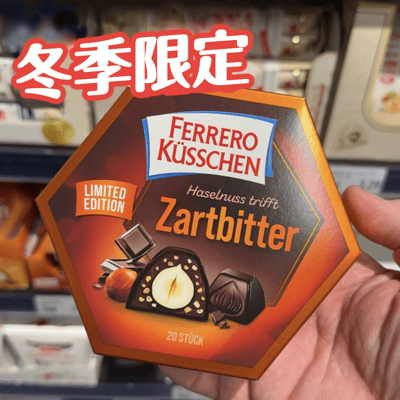 冬季限定
FERRERO
KÜSSCHEN
LIMITED
EDITION
Haselnuss trifft
Zartbitter
20 STÜCK